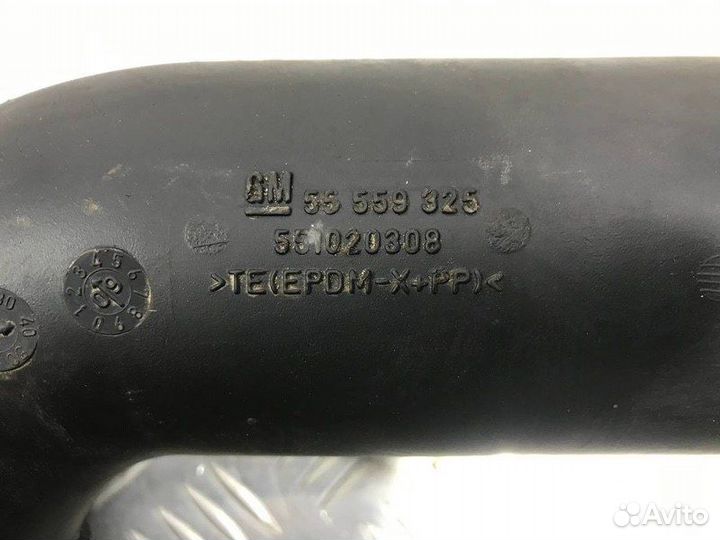 GM 55 559 325
551020308
>TE(EPDM-X+PP)<
Avito